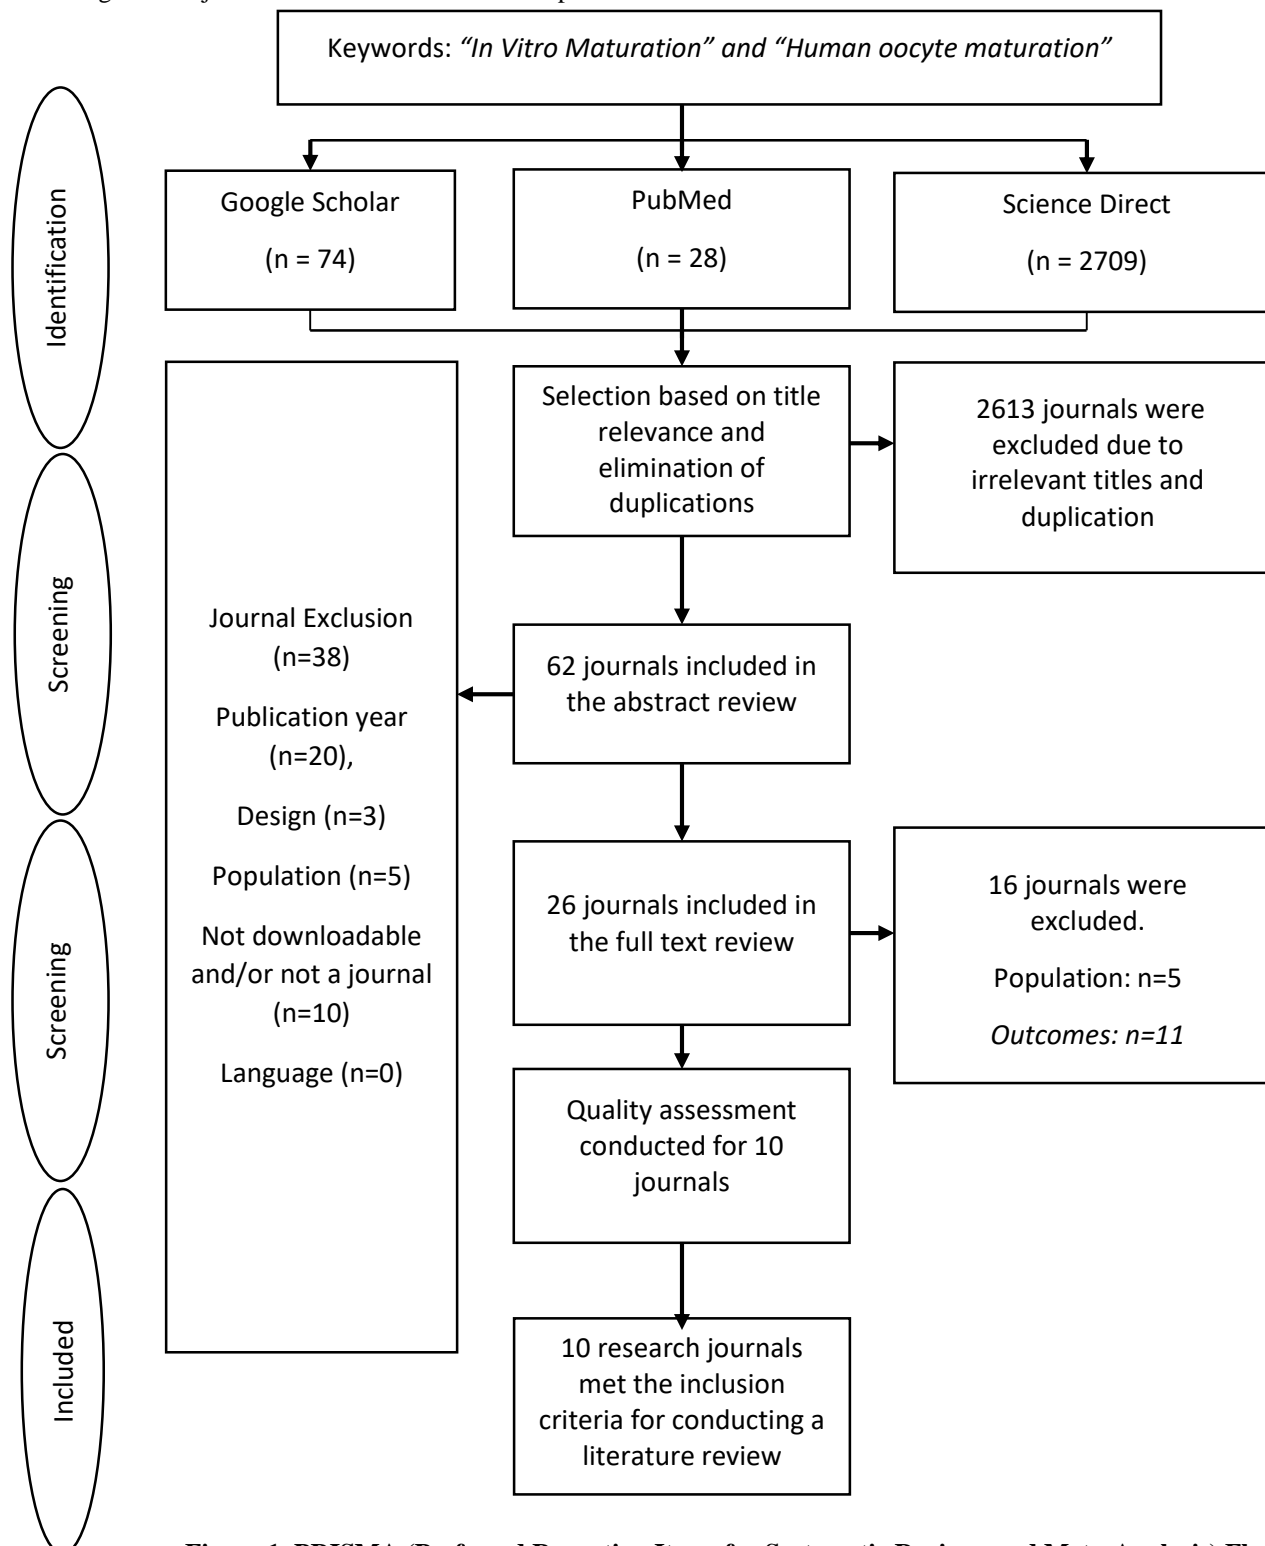 Keywords: “In Vitro Maturation” and “Human oocyte maturation”
Identification
Google Scholar
(n = 74)
PubMed
(n = 28)
Science Direct
(n = 2709)
Selection based on title
relevance and
elimination of
duplications
2613 journals were
excluded due to
irrelevant titles and
duplication
Screening
Journal Exclusion
(n=38)
Publication year
(n=20),
Design (n=3)
Population (n=5)
Not downloadable
and/or not a journal
(n=10)
Language (n=0)
62 journals included in
the abstract review
Screening
26 journals included in
the full text review
16 journals were
excluded.
Population: n=5
Outcomes: n=11
Quality assessment
conducted for 10
journals
Included
10 research journals
met the inclusion
criteria for conducting a
literature review